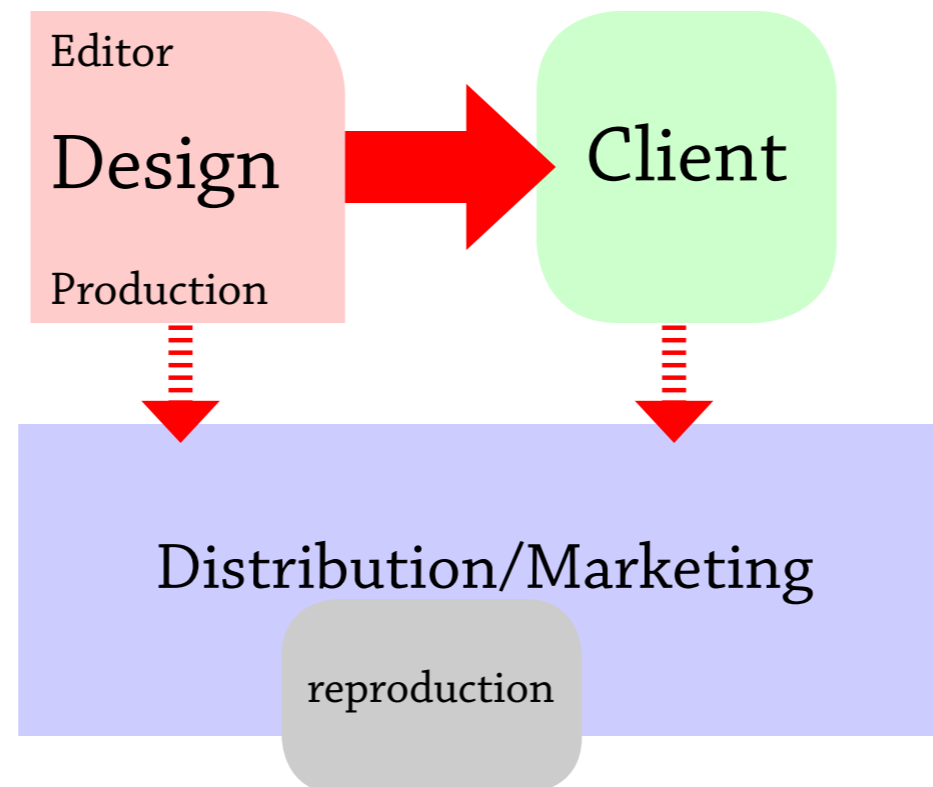 Editor
Design
Client
Production
Distribution/Marketing
reproduction